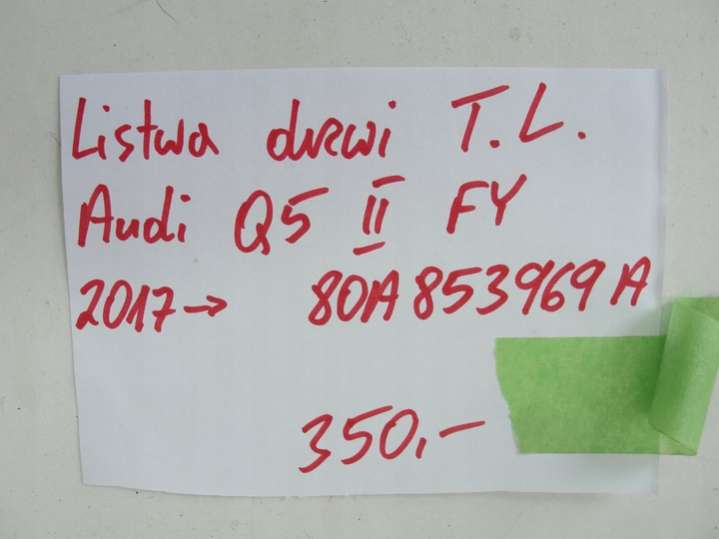 Listwa drzwi T.L.
Audi Q5 II FY
2017→ 80A853969A
350,-